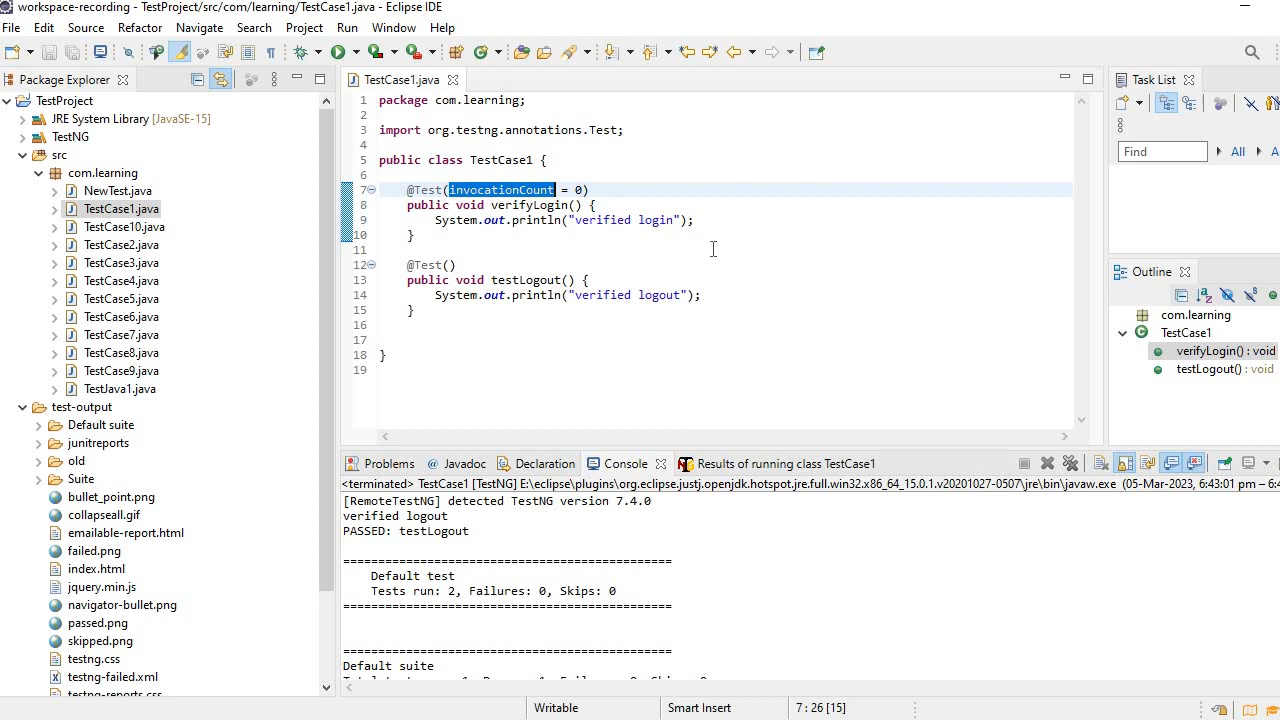 workspace-recording - TestProject/src/com/learning/TestCase1.java - Eclipse IDE
File Edit Source Refactor Navigate Search Project Run Window Help
Package Explorer
TestProject
JRE System Library [JavaSE-15]
TestNG
src
com.learning
NewTest.java
TestCase1.java
TestCase10.java
TestCase2.java
TestCase3.java
TestCase4.java
TestCase5.java
TestCase6.java
TestCase7.java
TestCase8.java
TestCase9.java
TestJava1.java
test-output
Default suite
junitreports
old
Suite
bullet_point.png
collapseall.gif
emailable-report.html
failed.png
index.html
jquery.min.js
navigator-bullet.png
passed.png
skipped.png
testng.css
testng-failed.xml
testng-reports.css
TestCase1.java
1 package com.learning;
2
3 import org.testng.annotations.Test;
4
5 public class TestCase1 {
6
7 @Test(invocationCount = 0)
8 public void verifyLogin() {
9 System.out.println("verified login");
10 }
11
12 @Test()
13 public void testLogout() {
14 System.out.println("verified logout");
15 }
16
17
18 }
19
Task List
Find All A
Outline
com.learning
TestCase1
verifyLogin() : void
testLogout() : void
Problems Javadoc Declaration Console Results of running class TestCase1
<terminated> TestCase1 [TestNG] E:\eclipse\plugins\org.eclipse.justj.openjdk.hotspot.jre.full.win32.x86_64_15.0.1.v20201027-0507\jre\bin\javaw.exe (05-Mar-2023, 6:43:01 pm – 6:4
[RemoteTestNG] detected TestNG version 7.4.0
verified logout
PASSED: testLogout
===============================================
Default test
Tests run: 2, Failures: 0, Skips: 0
===============================================
===============================================
Default suite
Writable Smart Insert 7 : 26 [15]